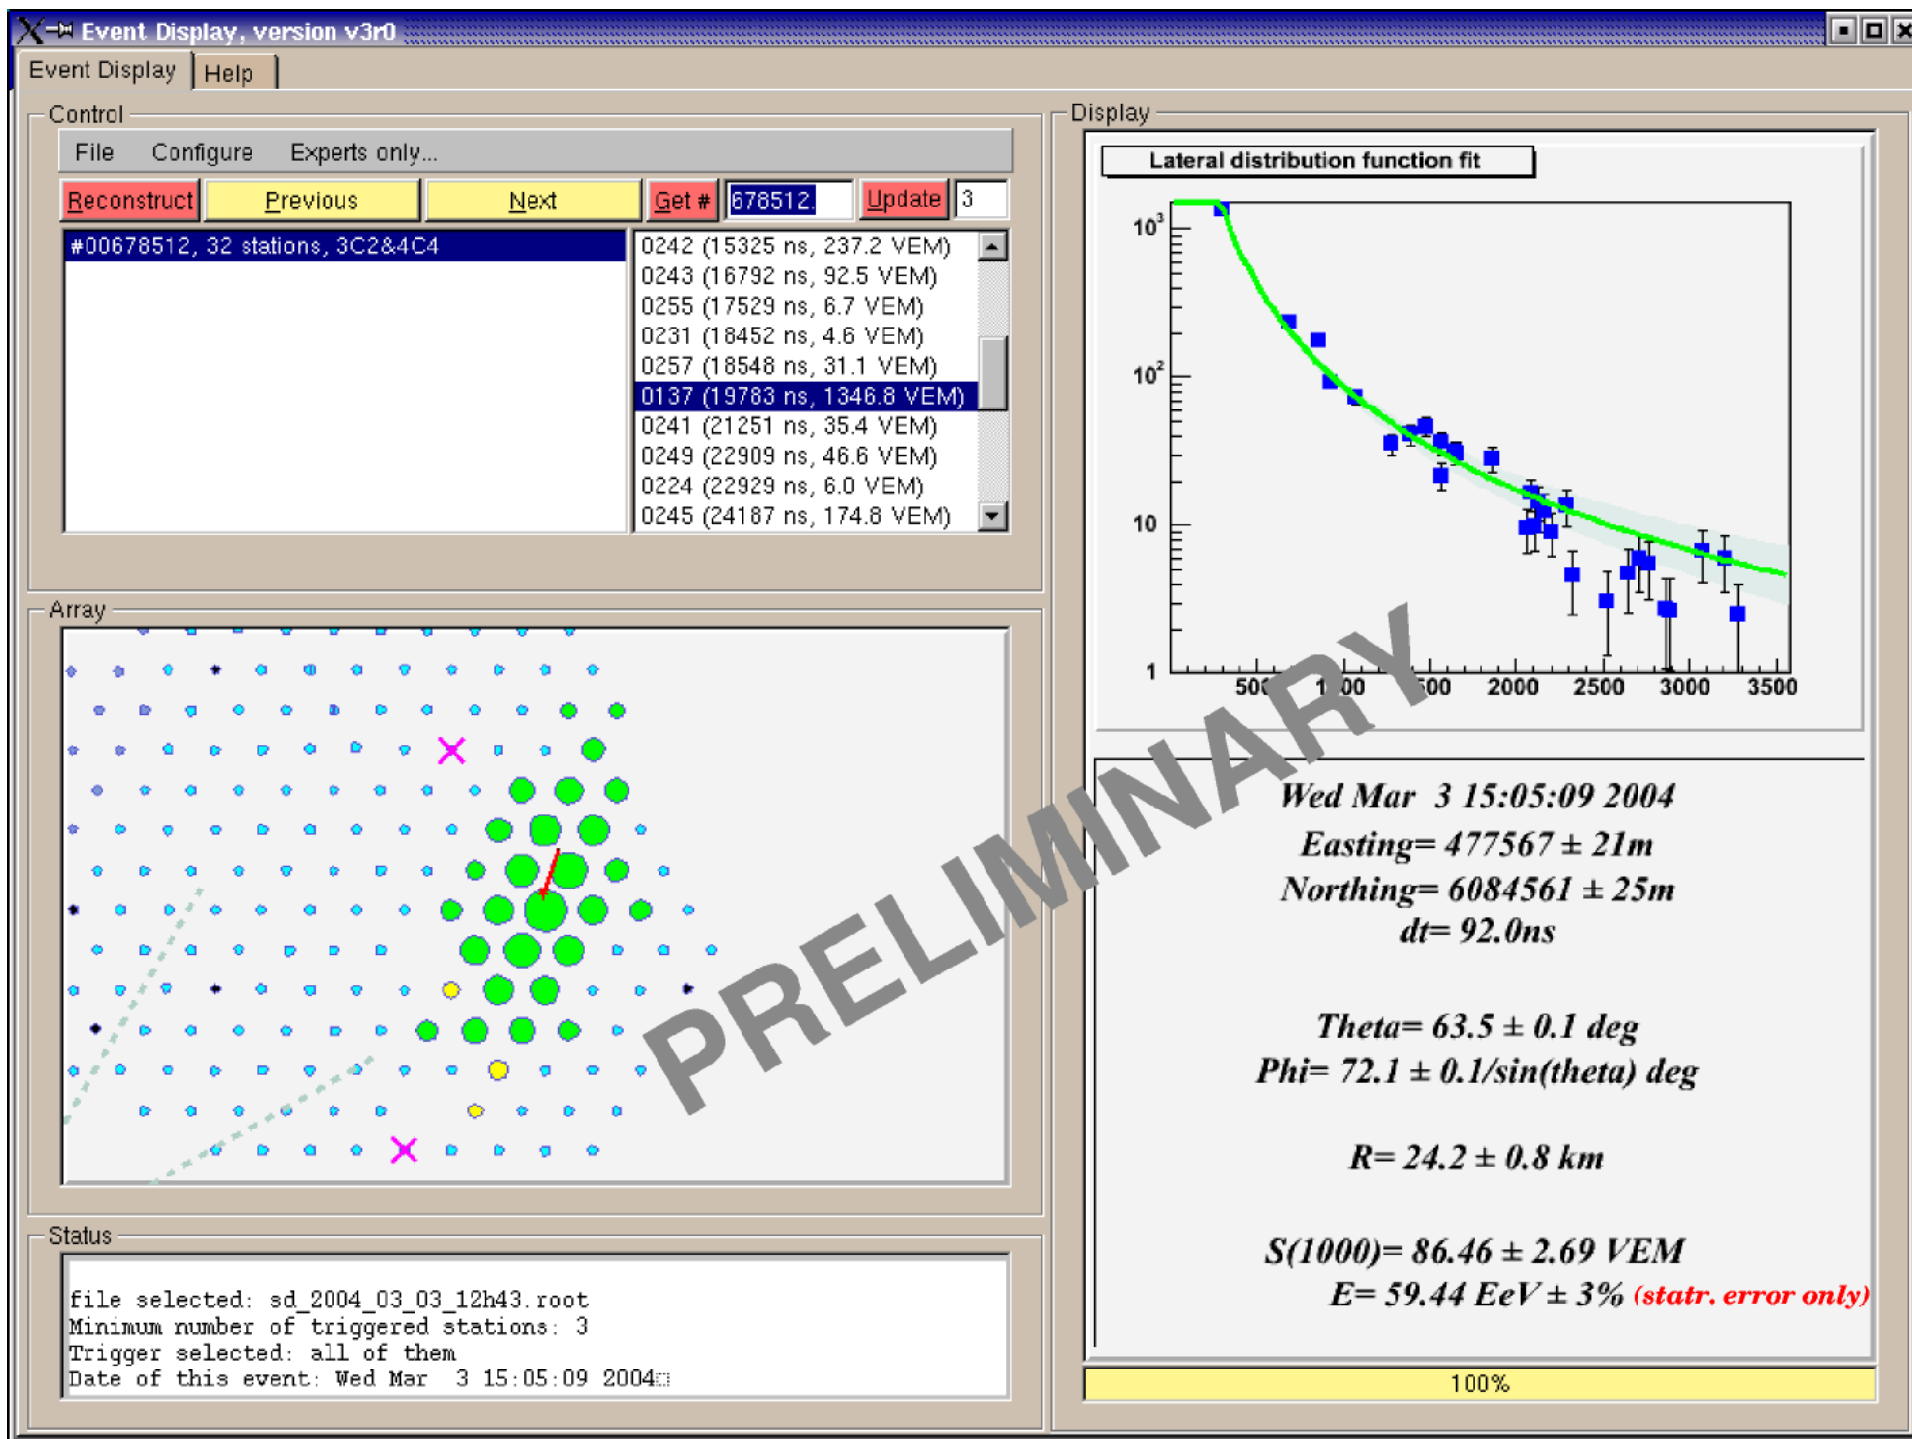 Event Display, version v3r0
Event Display Help
Control
File Configure Experts only...
Reconstruct Previous Next Get # 678512. Update 3
#00678512, 32 stations, 3C2&4C4
0242 (15325 ns, 237.2 VEM)
0243 (16792 ns, 92.5 VEM)
0255 (17529 ns, 6.7 VEM)
0231 (18452 ns, 4.6 VEM)
0257 (18548 ns, 31.1 VEM)
0137 (19783 ns, 1346.8 VEM)
0241 (21251 ns, 35.4 VEM)
0249 (22909 ns, 46.6 VEM)
0224 (22929 ns, 6.0 VEM)
0245 (24187 ns, 174.8 VEM)
Array
Status
file selected: sd_2004_03_03_12h43.root
Minimum number of triggered stations: 3
Trigger selected: all of them
Date of this event: Wed Mar 3 15:05:09 2004
Display
Lateral distribution function fit
10³
10²
10
1
500 1000 1500 2000 2500 3000 3500
PRELIMINARY
Wed Mar 3 15:05:09 2004
Easting= 477567 ± 21m
Northing= 6084561 ± 25m
dt= 92.0ns
Theta= 63.5 ± 0.1 deg
Phi= 72.1 ± 0.1/sin(theta) deg
R= 24.2 ± 0.8 km
S(1000)= 86.46 ± 2.69 VEM
E= 59.44 EeV ± 3% (statr. error only)
100%